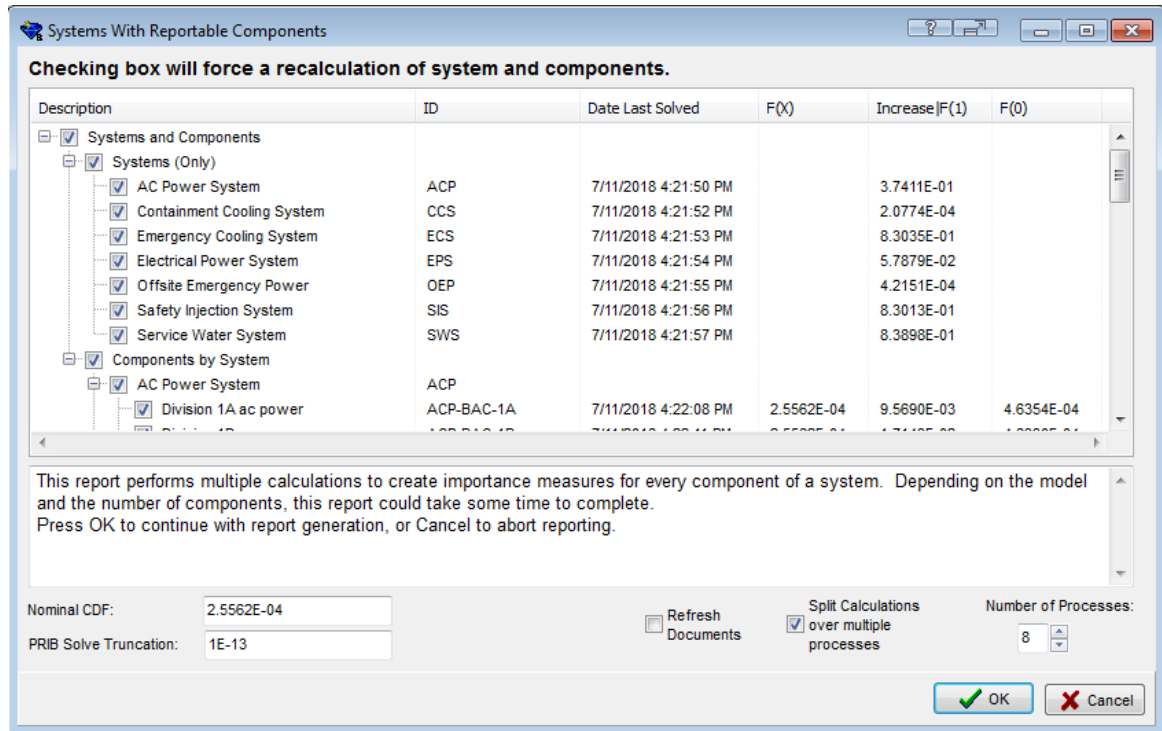 Systems With Reportable Components
Checking box will force a recalculation of system and components.
Description ID Date Last Solved F(X) Increase|F(1) F(0)
Systems and Components
Systems (Only)
AC Power System ACP 7/11/2018 4:21:50 PM 3.7411E-01
Containment Cooling System CCS 7/11/2018 4:21:52 PM 2.0774E-04
Emergency Cooling System ECS 7/11/2018 4:21:53 PM 8.3035E-01
Electrical Power System EPS 7/11/2018 4:21:54 PM 5.7879E-02
Offsite Emergency Power OEP 7/11/2018 4:21:55 PM 4.2151E-04
Safety Injection System SIS 7/11/2018 4:21:56 PM 8.3013E-01
Service Water System SWS 7/11/2018 4:21:57 PM 8.3898E-01
Components by System
AC Power System ACP
Division 1A ac power ACP-BAC-1A 7/11/2018 4:22:08 PM 2.5562E-04 9.5690E-03 4.6354E-04
This report performs multiple calculations to create importance measures for every component of a system. Depending on the model
and the number of components, this report could take some time to complete.
Press OK to continue with report generation, or Cancel to abort reporting.
Nominal CDF: 2.5562E-04
PRIB Solve Truncation: 1E-13
Refresh
Documents
Split Calculations
over multiple
processes
Number of Processes:
8
OK Cancel